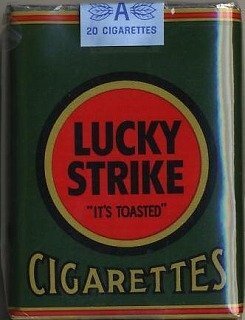 A
20 CIGARETTES
LUCKY
STRIKE
"IT'S TOASTED"
CIGARETTES